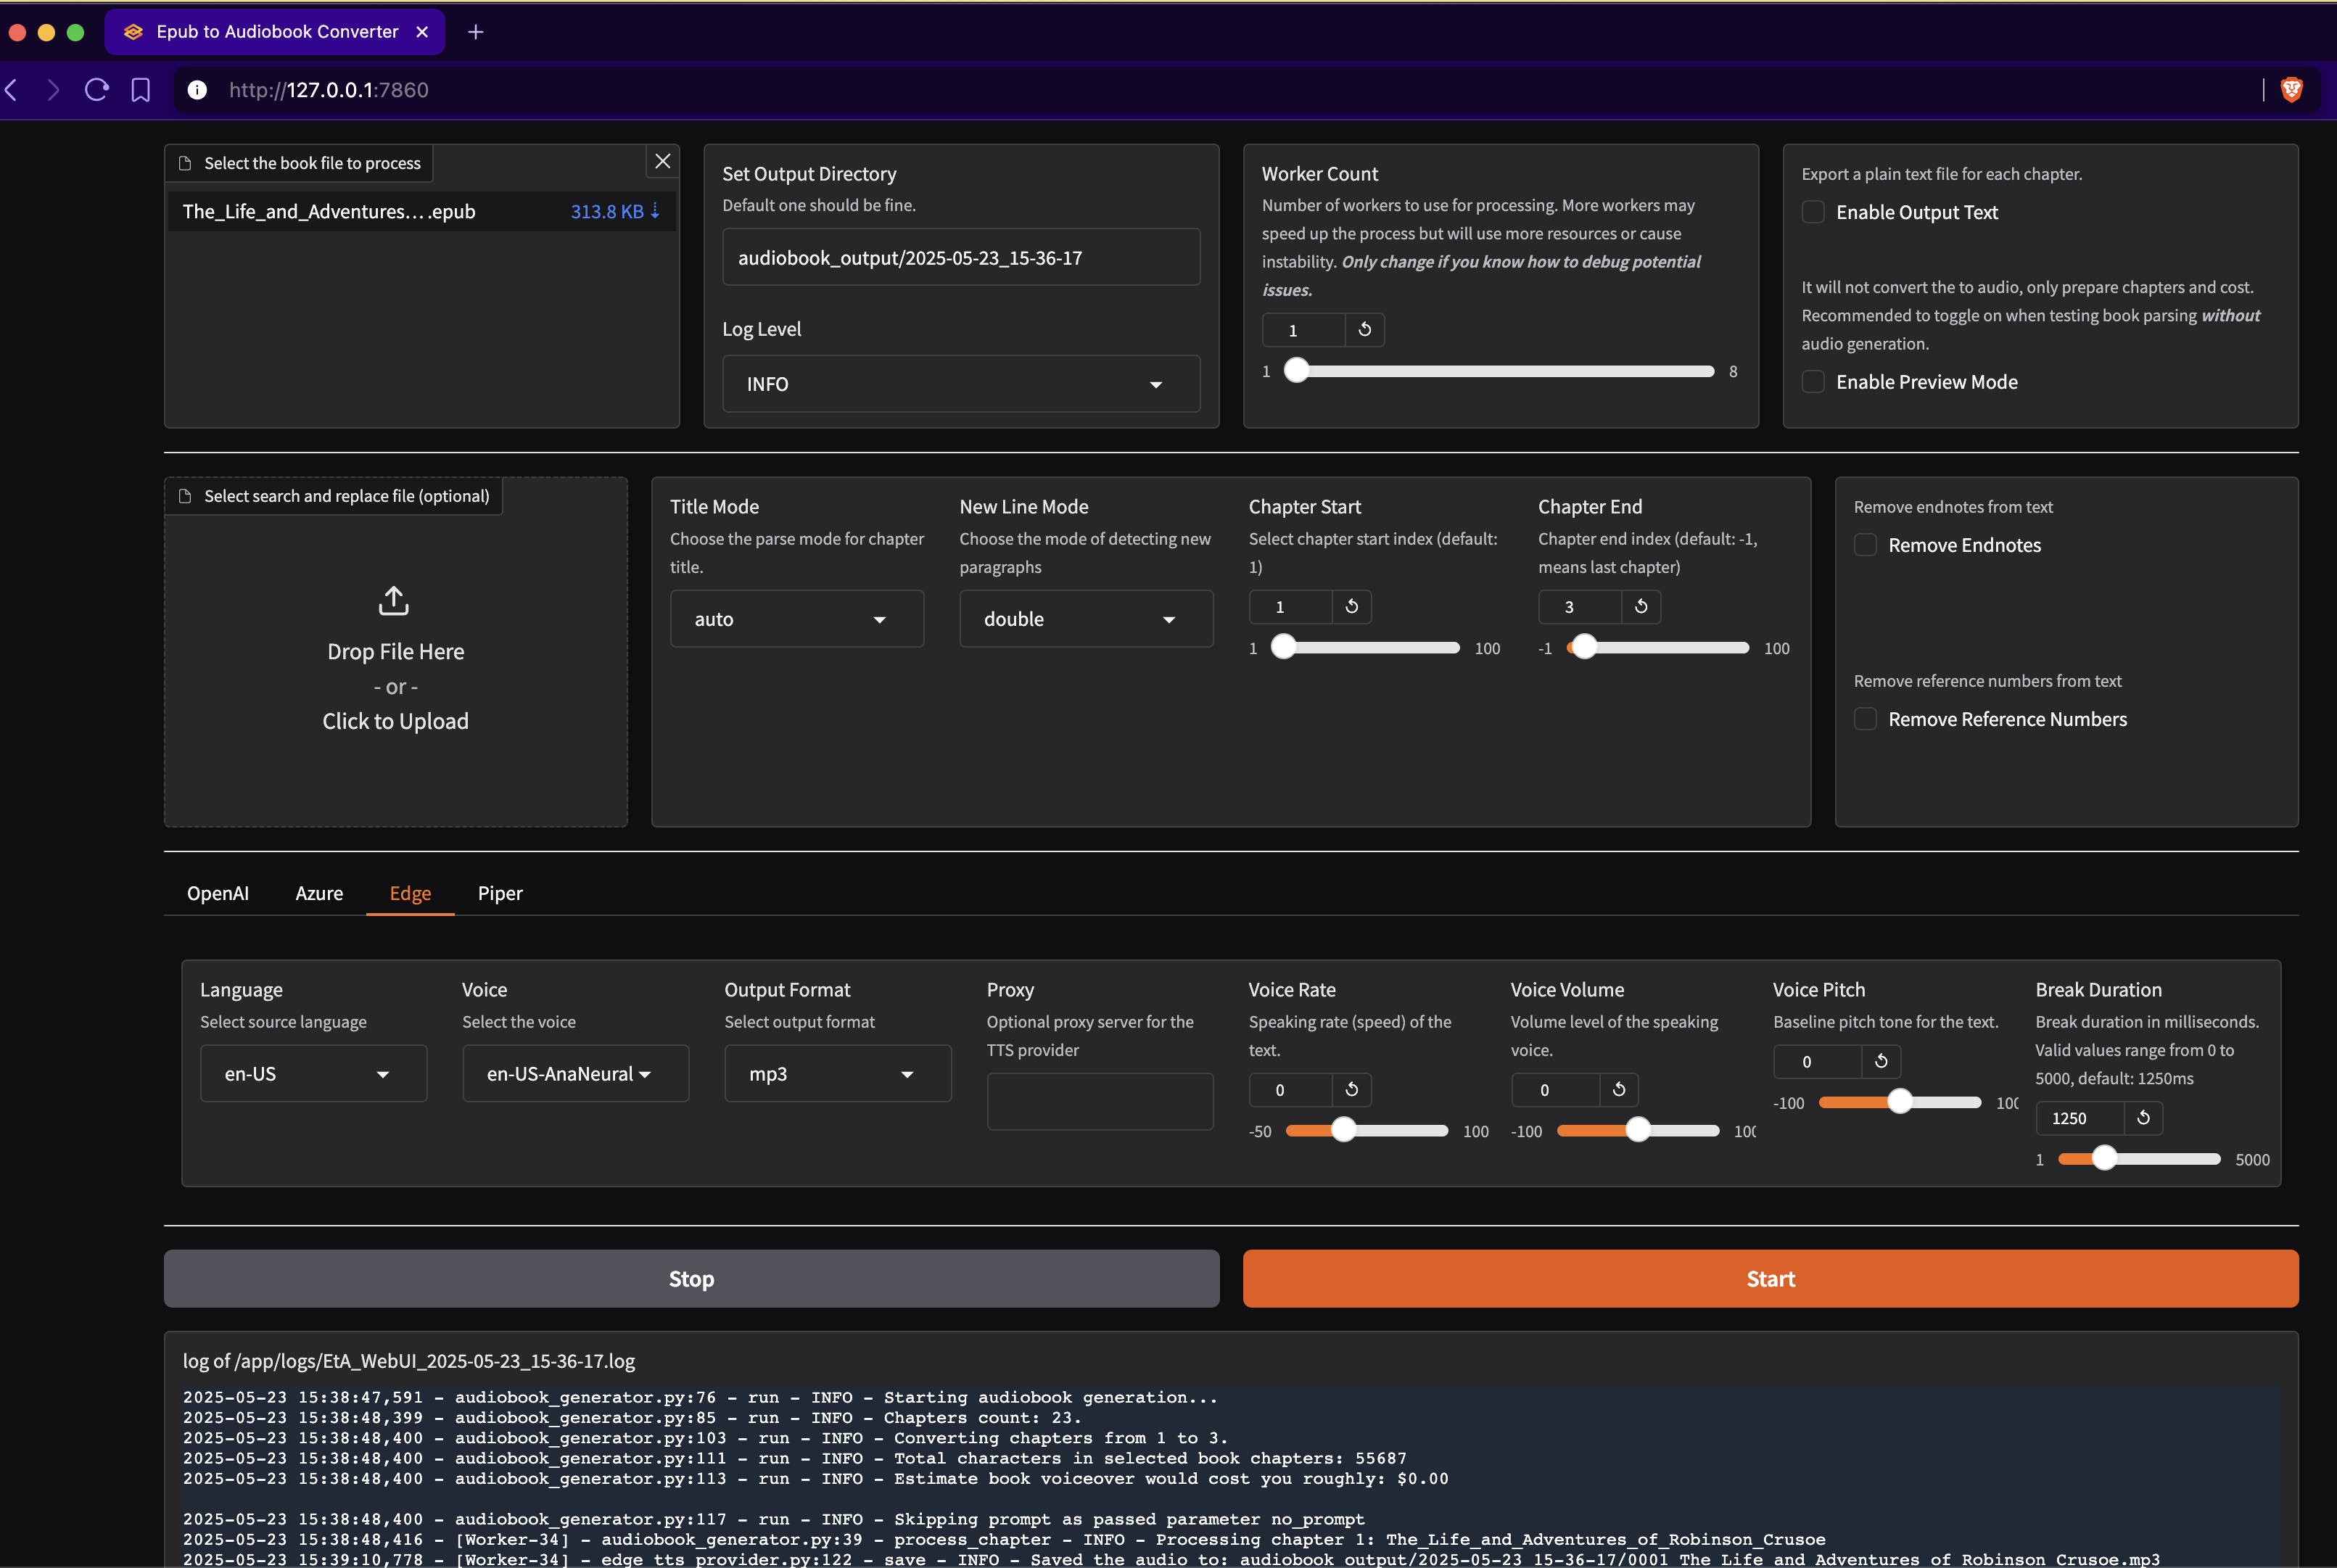 Epub to Audiobook Converter
http://127.0.0.1:7860
Select the book file to process
The_Life_and_Adventures… .epub 313.8 KB ⇣
Set Output Directory
Default one should be fine.
audiobook_output/2025-05-23_15-36-17
Log Level
INFO
Worker Count
Number of workers to use for processing. More workers may
speed up the process but will use more resources or cause
instability. Only change if you know how to debug potential
issues.
1
1 8
Export a plain text file for each chapter.
Enable Output Text
It will not convert the to audio, only prepare chapters and cost.
Recommended to toggle on when testing book parsing without
audio generation.
Enable Preview Mode
Select search and replace file (optional)
Drop File Here
- or -
Click to Upload
Title Mode
Choose the parse mode for chapter
title.
auto
New Line Mode
Choose the mode of detecting new
paragraphs
double
Chapter Start
Select chapter start index (default:
1)
1
1 100
Chapter End
Chapter end index (default: -1,
means last chapter)
3
-1 100
Remove endnotes from text
Remove Endnotes
Remove reference numbers from text
Remove Reference Numbers
OpenAI Azure Edge Piper
Language
Select source language
en-US
Voice
Select the voice
en-US-AnaNeural
Output Format
Select output format
mp3
Proxy
Optional proxy server for the
TTS provider
Voice Rate
Speaking rate (speed) of the
text.
0
-50 100
Voice Volume
Volume level of the speaking
voice.
0
-100 100
Voice Pitch
Baseline pitch tone for the text.
0
-100 100
Break Duration
Break duration in milliseconds.
Valid values range from 0 to
5000, default: 1250ms
1250
1 5000
Stop
Start
log of /app/logs/EtA_WebUI_2025-05-23_15-36-17.log
2025-05-23 15:38:47,591 - audiobook_generator.py:76 - run - INFO - Starting audiobook generation...
2025-05-23 15:38:48,399 - audiobook_generator.py:85 - run - INFO - Chapters count: 23.
2025-05-23 15:38:48,400 - audiobook_generator.py:103 - run - INFO - Converting chapters from 1 to 3.
2025-05-23 15:38:48,400 - audiobook_generator.py:111 - run - INFO - Total characters in selected book chapters: 55687
2025-05-23 15:38:48,400 - audiobook_generator.py:113 - run - INFO - Estimate book voiceover would cost you roughly: $0.00
2025-05-23 15:38:48,400 - audiobook_generator.py:117 - run - INFO - Skipping prompt as passed parameter no_prompt
2025-05-23 15:38:48,416 - [Worker-34] - audiobook_generator.py:39 - process_chapter - INFO - Processing chapter 1: The_Life_and_Adventures_of_Robinson_Crusoe
2025-05-23 15:39:10,778 - [Worker-34] - edge_tts_provider.py:122 - save - INFO - Saved the audio to: audiobook_output/2025-05-23_15-36-17/0001_The_Life_and_Adventures_of_Robinson_Crusoe.mp3